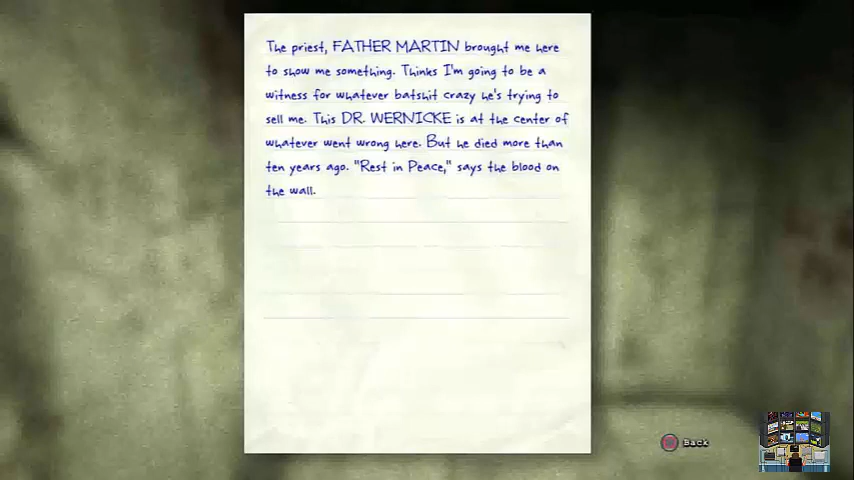 The priest, FATHER MARTIN brought me here
to show me something. Thinks I'm going to be a
witness for whatever batshit crazy he's trying to
sell me. This DR. WERNICKE is at the center of
whatever went wrong here. But he died more than
ten years ago. "Rest in Peace," says the blood on
the wall.
Back